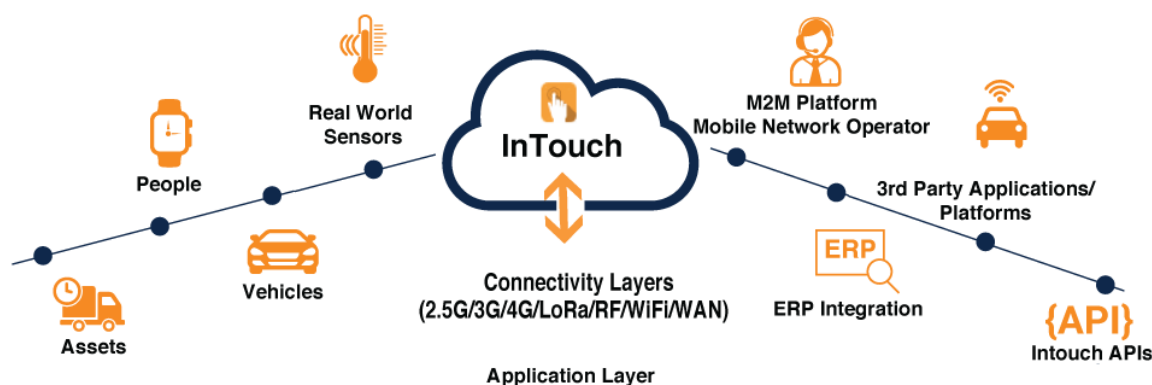 Real World
Sensors
People
Vehicles
Assets
InTouch
Connectivity Layers
(2.5G/3G/4G/LoRa/RF/WiFi/WAN)
Application Layer
M2M Platform
Mobile Network Operator
3rd Party Applications/
Platforms
ERP
ERP Integration
{API}
Intouch APIs